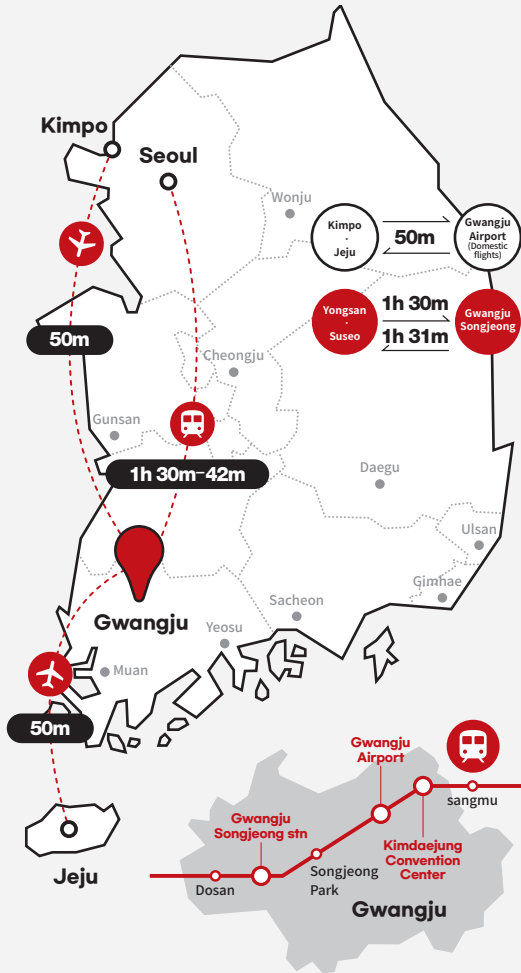 Kimpo
Seoul
Wonju
Kimpo
·
Jeju
50m
Gwangju
Airport
(Domestic
flights)
Yongsan
·
Suseo
1h 30m
1h 31m
Gwangju
Songjeong
50m
Cheongju
Gunsan
1h 30m-42m
Daegu
Ulsan
Gimhae
Sacheon
Gwangju
Yeosu
Muan
50m
Jeju
Gwangju
Airport
sangmu
Gwangju
Songjeong stn
Kimdaejung
Convention
Center
Songjeong
Park
Dosan
Gwangju